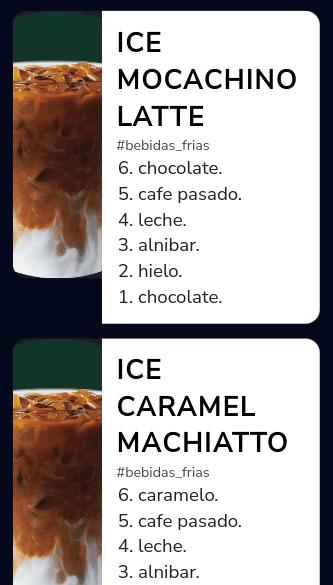 ICE
MOCACHINO
LATTE
#bebidas_frias
6. chocolate.
5. cafe pasado.
4. leche.
3. alnibar.
2. hielo.
1. chocolate.
ICE
CARAMEL
MACHIATTO
#bebidas_frias
6. caramelo.
5. cafe pasado.
4. leche.
3. alnibar.